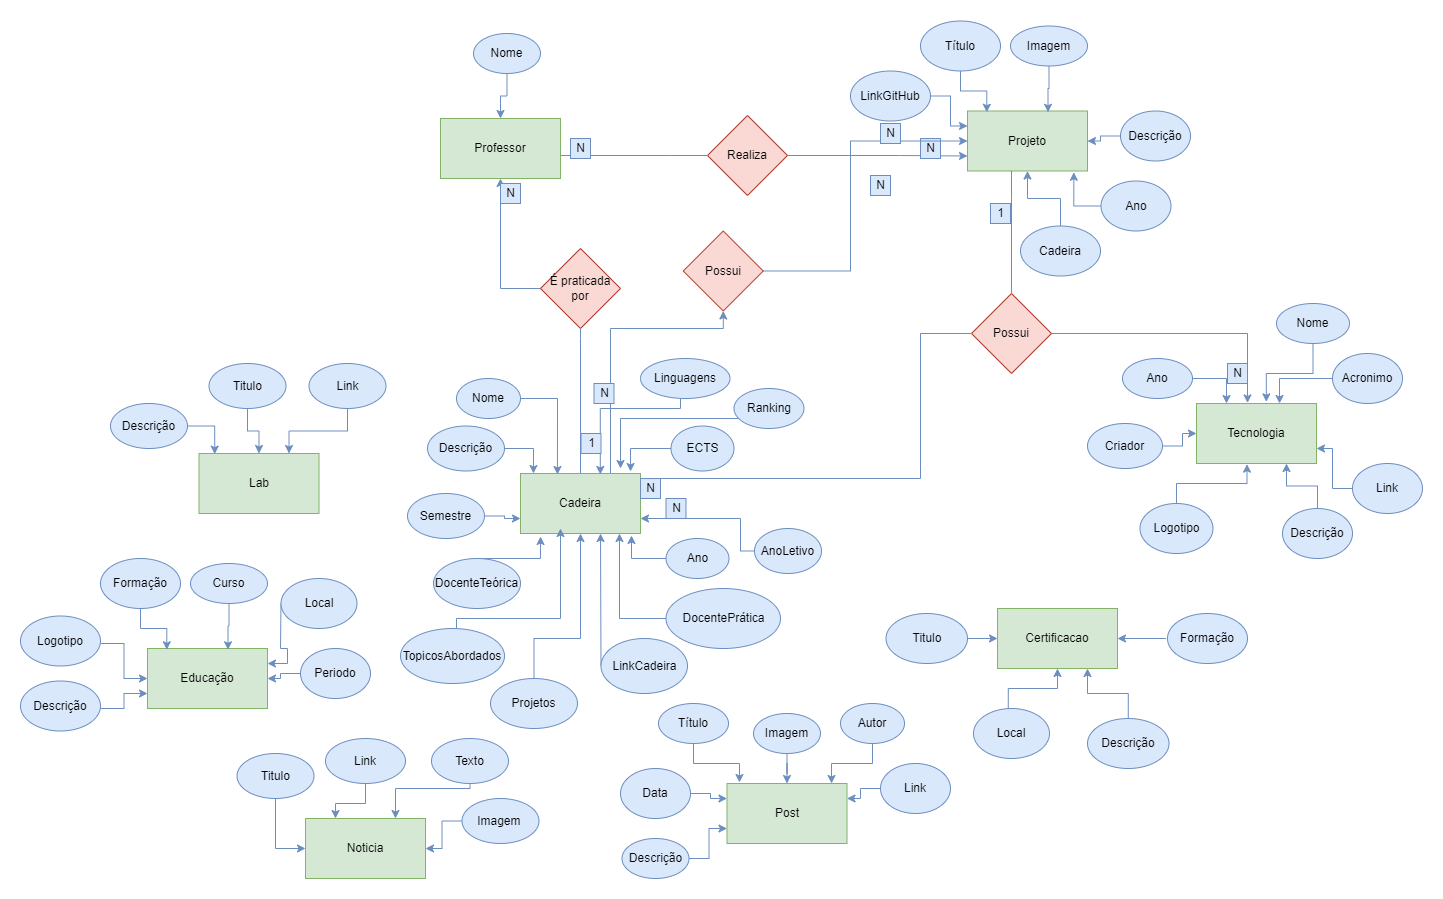 Título
Imagem
Nome
LinkGitHub
Professor
N
Realiza
N
N
Projeto
Descrição
N
N
1
Ano
Cadeira
É praticada
por
Possui
Possui
Nome
Ano
N
Acronimo
Tecnologia
Criador
Link
Logotipo
Descrição
Titulo
Link
Descrição
Lab
Nome
N
Linguagens
Ranking
Descrição
1
ECTS
Cadeira
N
N
Semestre
AnoLetivo
Ano
DocenteTeórica
DocentePrática
TopicosAbordados
LinkCadeira
Projetos
Formação
Curso
Local
Logotipo
Educação
Periodo
Descrição
Titulo
Certificacao
Formação
Local
Descrição
Título
Imagem
Autor
Data
Link
Post
Descrição
Titulo
Link
Texto
Imagem
Noticia